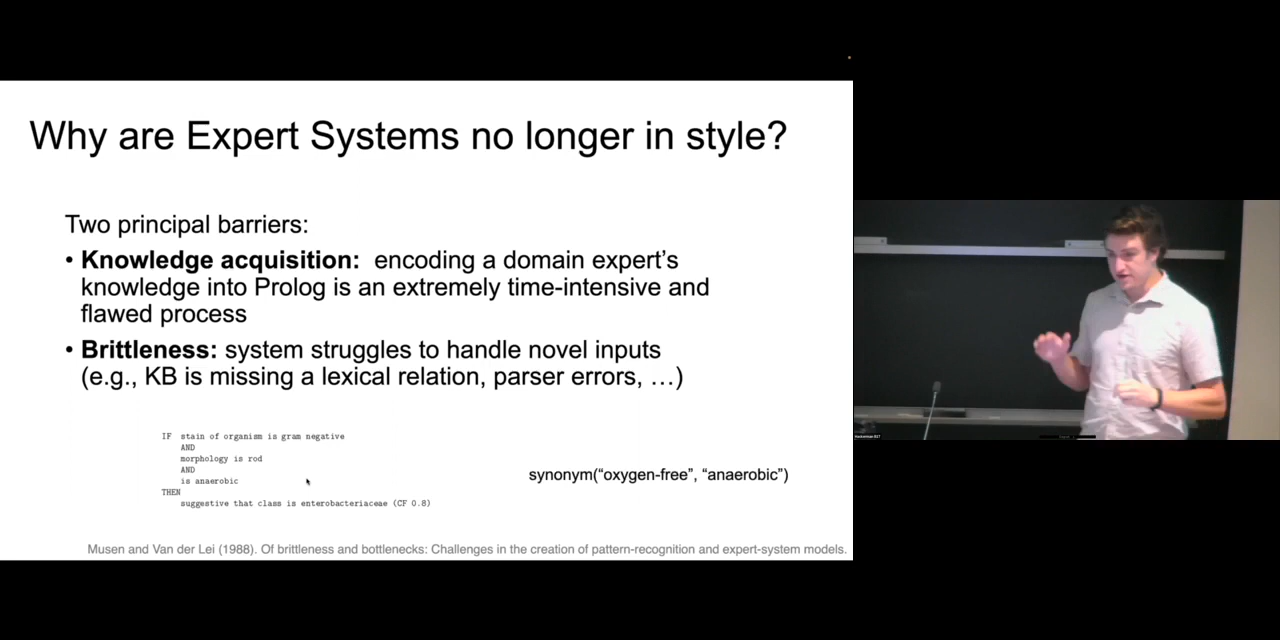 Why are Expert Systems no longer in style?
Two principal barriers:
• Knowledge acquisition: encoding a domain expert's
knowledge into Prolog is an extremely time-intensive and
flawed process
• Brittleness: system struggles to handle novel inputs
(e.g., KB is missing a lexical relation, parser errors, …)
IF stain of organism is gram negative
AND
morphology is rod
AND
is anaerobic
THEN
suggestive that class is enterobacteriaceae (CF 0.8)
synonym(“oxygen-free”, “anaerobic”)
Musen and Van der Lei (1988). Of brittleness and bottlenecks: Challenges in the creation of pattern-recognition and expert-system models.